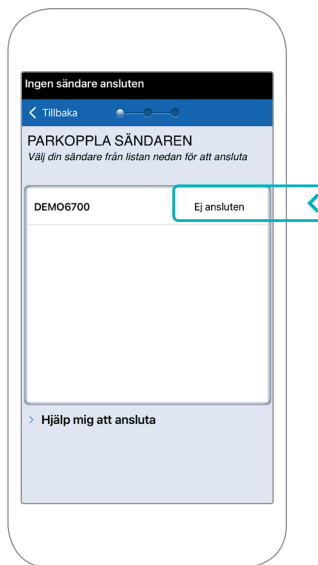 Ingen sändare ansluten
Tillbaka
PARKOPPLA SÄNDAREN
Välj din sändare från listan nedan för att ansluta
DEMO6700 Ej ansluten
Hjälp mig att ansluta